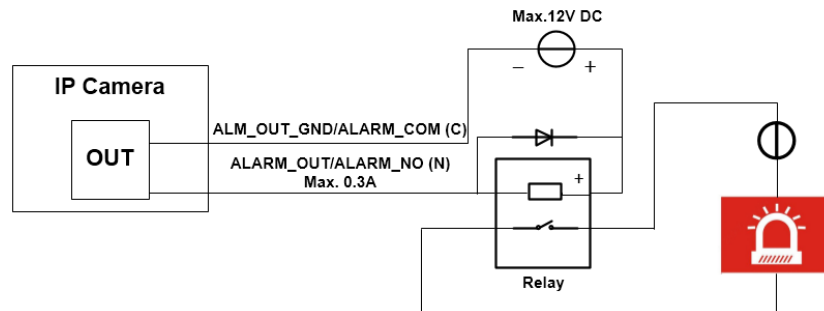 Max.12V DC
− +
IP Camera
ALM_OUT_GND/ALARM_COM (C)
OUT
ALARM_OUT/ALARM_NO (N)
Max. 0.3A
+
Relay